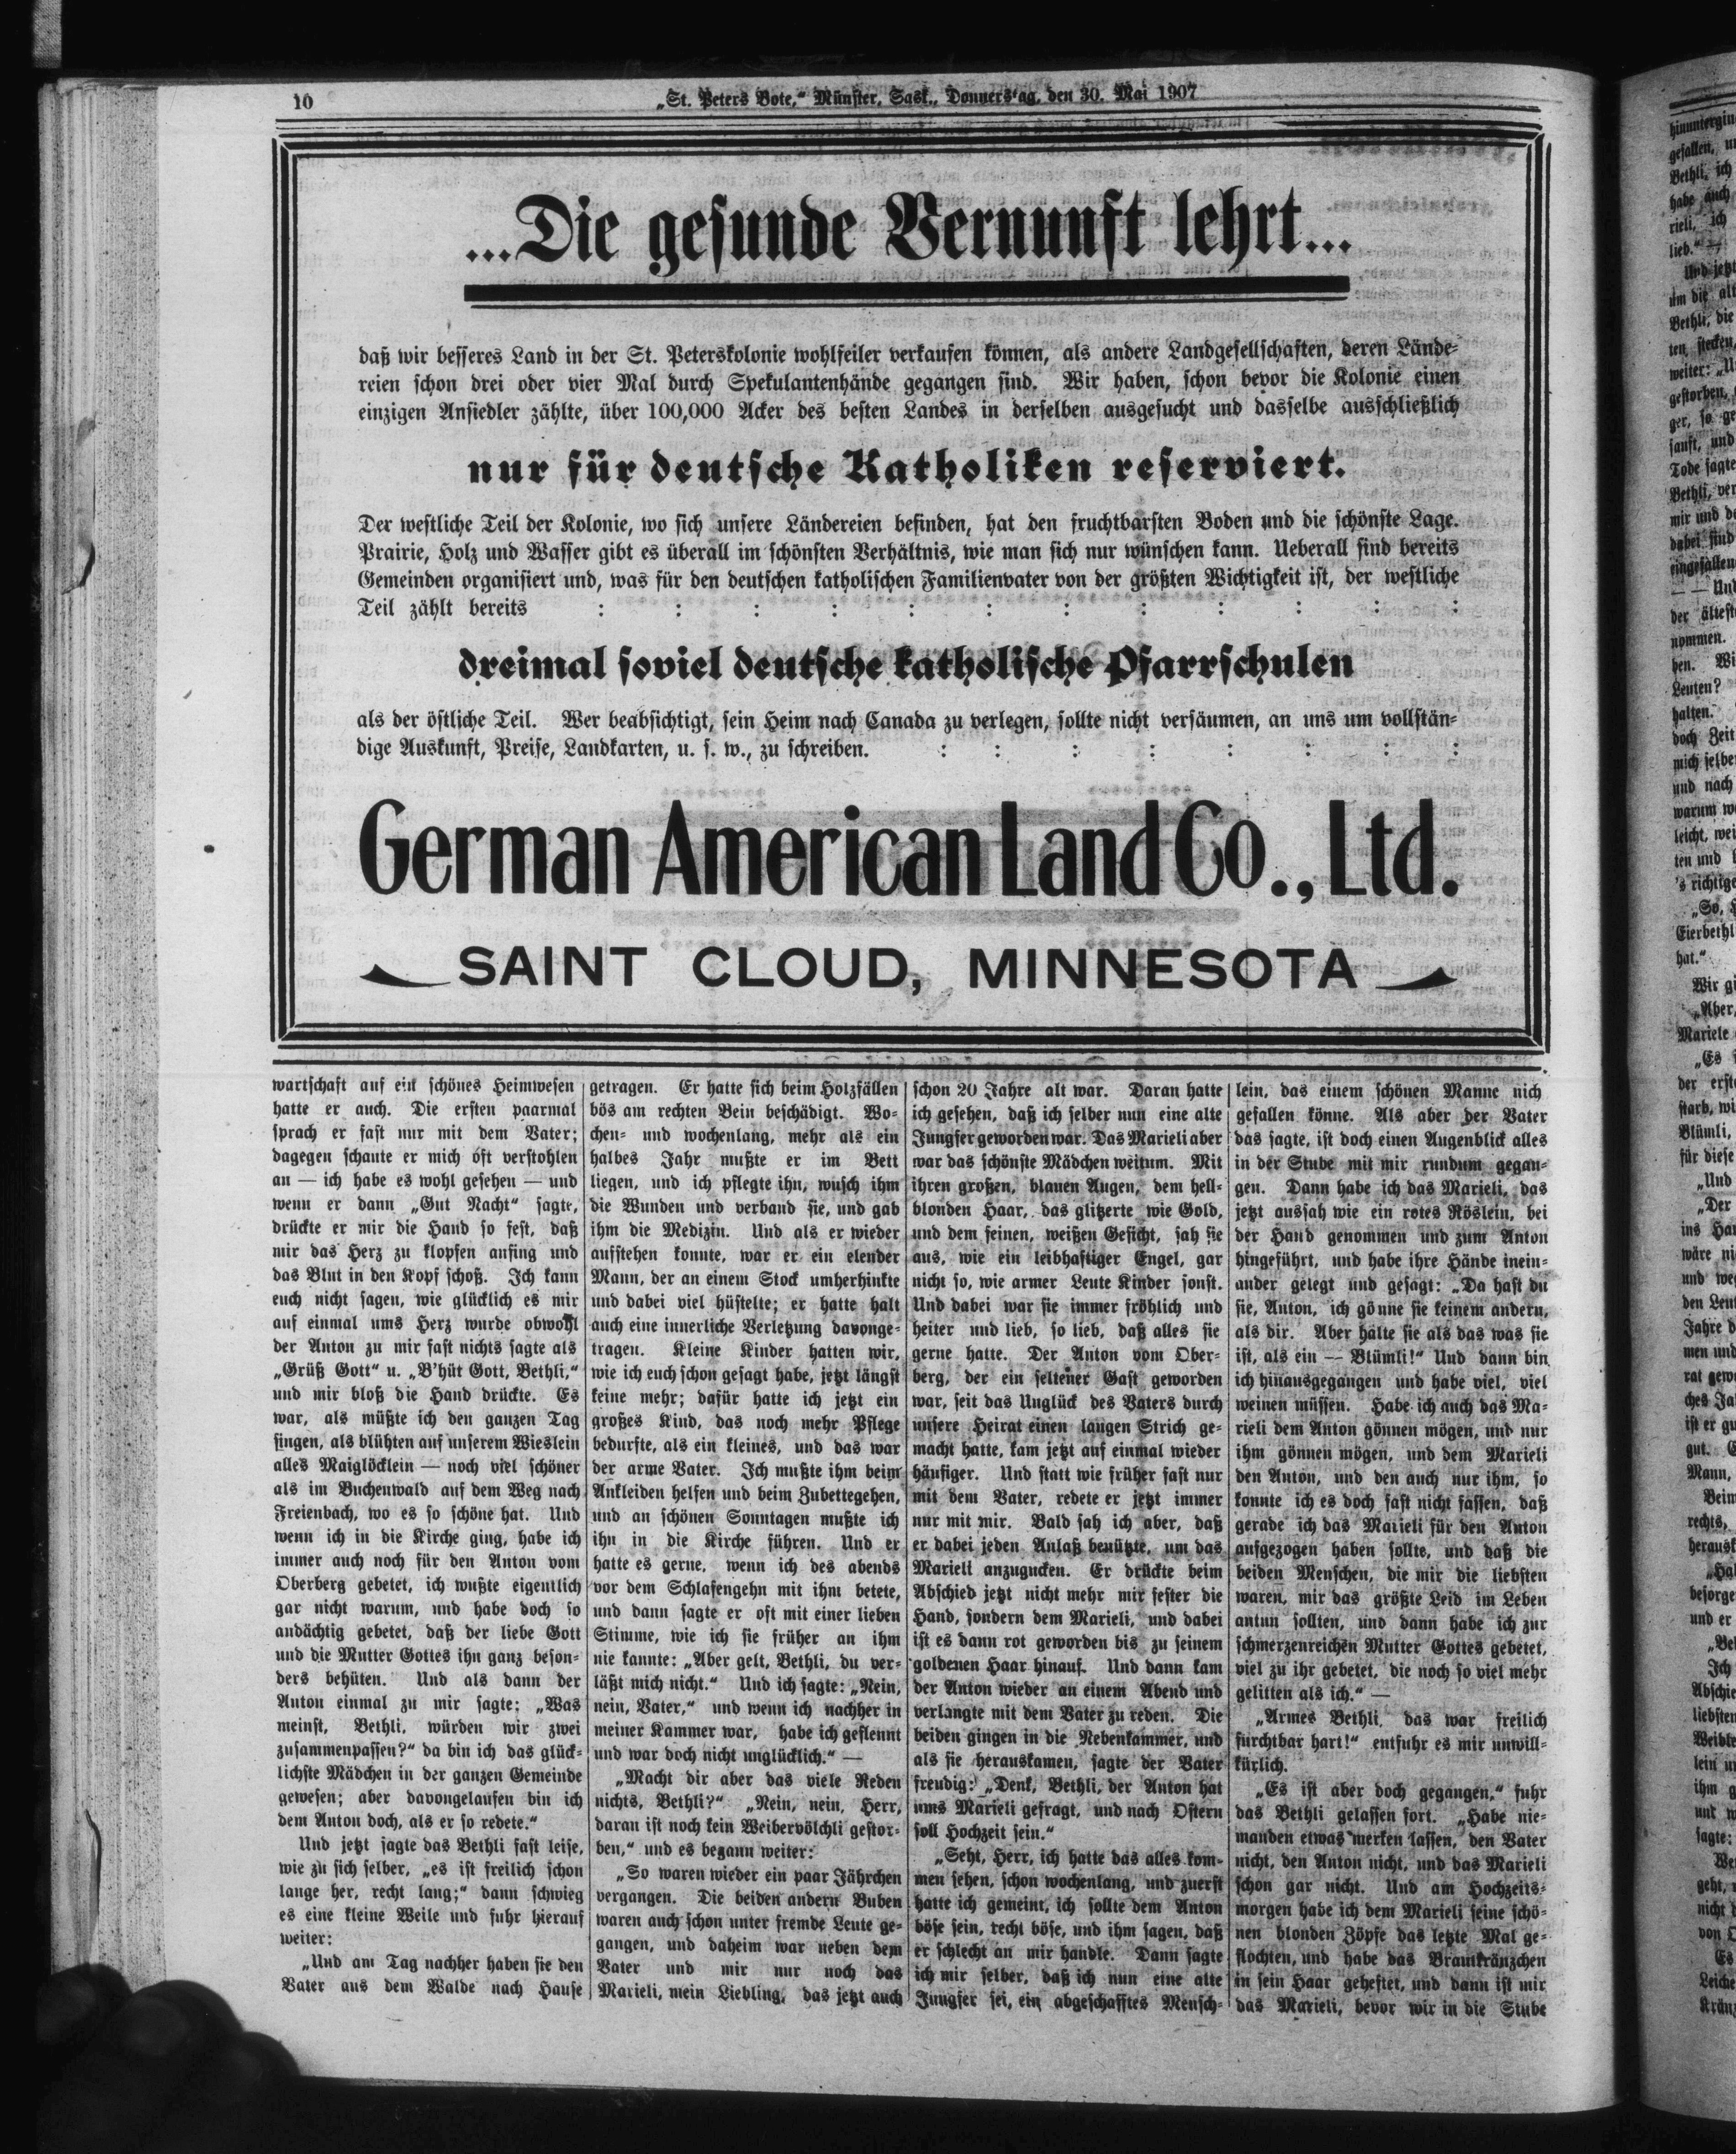 10
„St. Peters Bote,“ Münster, Sask., Donnerstag, den 30. Mai 1907
...Die gesunde Vernunft lehrt...
daß wir besseres Land in der St. Peterskolonie wohlfeiler verkaufen können, als andere Landgesellschaften, deren Lände-
reien schon drei oder vier Mal durch Spekulantenhände gegangen sind. Wir haben, schon bevor die Kolonie einen
einzigen Ansiedler zählte, über 100,000 Acker des besten Landes in derselben ausgesucht und dasselbe ausschließlich
nur für deutsche Katholiken reserviert.
Der westliche Teil der Kolonie, wo sich unsere Ländereien befinden, hat den fruchtbarsten Boden und die schönste Lage.
Prairie, Holz und Wasser gibt es überall im schönsten Verhältnis, wie man sich nur wünschen kann. Ueberall sind bereits
Gemeinden organisiert und, was für den deutschen katholischen Familienvater von der größten Wichtigkeit ist, der westliche
Teil zählt bereits : : : : : : : : : : : :
dreimal soviel deutsche katholische Pfarrschulen
als der östliche Teil. Wer beabsichtigt, sein Heim nach Canada zu verlegen, sollte nicht versäumen, an uns um vollstän-
dige Auskunft, Preise, Landkarten, u. s. w., zu schreiben. : : : : : : : :
German American Land Co., Ltd.
SAINT CLOUD, MINNESOTA
wartschaft auf ein schönes Heimwesen
hatte er auch. Die ersten paarmal
sprach er fast nur mit dem Vater;
dagegen schaute er mich oft verstohlen
an — ich habe es wohl gesehen — und
wenn er dann „Gut Nacht“ sagte,
drückte er mir die Hand so fest, daß
mir das Herz zu klopfen anfing und
das Blut in den Kopf schoß. Ich kann
euch nicht sagen, wie glücklich es mir
auf einmal ums Herz wurde obwohl
der Anton zu mir fast nichts sagte als
„Grüß Gott“ u. „B'hüt Gott, Bethli,“
und mir bloß die Hand drückte. Es
war, als müßte ich den ganzen Tag
singen, als blühten auf unserem Wieslein
alles Maiglöcklein — noch viel schöner
als im Buchenwald auf dem Weg nach
Freienbach, wo es so schöne hat. Und
wenn ich in die Kirche ging, habe ich
immer auch noch für den Anton vom
Oberberg gebetet, ich wußte eigentlich
gar nicht warum, und habe doch so
andächtig gebetet, daß der liebe Gott
und die Mutter Gottes ihn ganz beson-
ders behüten. Und als dann der
Anton einmal zu mir sagte: „Was
meinst, Bethli, würden wir zwei
zusammenpassen?“ da bin ich das glück-
lichste Mädchen in der ganzen Gemeinde
gewesen; aber davongelaufen bin ich
dem Anton doch, als er so redete.“
Und jetzt sagte das Bethli fast leise,
wie zu sich selber, „es ist freilich schon
lange her, recht lang;“ dann schwieg
es eine kleine Weile und fuhr hierauf
weiter:
„Und am Tag nachher haben sie den
Vater aus dem Walde nach Hause
getragen. Er hatte sich beim Holzfällen
bös am rechten Bein beschädigt. Wo-
chen- und wochenlang, mehr als ein
halbes Jahr mußte er im Bett
liegen, und ich pflegte ihn, wusch ihm
die Wunden und verband sie, und gab
ihm die Medizin. Und als er wieder
aufstehen konnte, war er ein elender
Mann, der an einem Stock umherhinkte
und dabei viel hüstelte; er hatte halt
auch eine innerliche Verletzung davonge-
tragen. Kleine Kinder hatten wir,
wie ich euch schon gesagt habe, jetzt längst
keine mehr; dafür hatte ich jetzt ein
großes Kind, das noch mehr Pflege
bedurfte, als ein kleines, und das war
der arme Vater. Ich mußte ihm beim
Ankleiden helfen und beim Zubettegehen,
und an schönen Sonntagen mußte ich
ihn in die Kirche führen. Und er
hatte es gerne, wenn ich des abends
vor dem Schlafengehn mit ihm betete,
und dann sagte er oft mit einer lieben
Stimme, wie ich sie früher an ihm
nie kannte: „Aber gelt, Bethli, du ver-
läßt mich nicht.“ Und ich sagte: „Nein,
nein, Vater,“ und wenn ich nachher in
meiner Kammer war, habe ich geflennt
und war doch nicht unglücklich.“ —
„Macht dir aber das viele Reden
nichts, Bethli?“ „Nein, nein, Herr,
daran ist noch kein Weibervölchli gestor-
ben,“ und es begann weiter:
„So waren wieder ein paar Jährchen
vergangen. Die beiden andern Buben
waren auch schon unter fremde Leute ge-
gangen, und daheim war neben dem
Vater und mir nur noch das
Marieli, mein Liebling, das jetzt auch
schon 20 Jahre alt war. Daran hatte
ich gesehen, daß ich selber nun eine alte
Jungfer geworden war. Das Marieli aber
war das schönste Mädchen weitum. Mit
ihren großen, blauen Augen, dem hell-
blonden Haar, das glitzerte wie Gold,
und dem feinen, weißen Gesicht, sah sie
aus, wie ein leibhaftiger Engel, gar
nicht so, wie armer Leute Kinder sonst.
Und dabei war sie immer fröhlich und
heiter und lieb, so lieb, daß alles sie
gerne hatte. Der Anton vom Ober-
berg, der ein seltener Gast geworden
war, seit das Unglück des Vaters durch
unsere Heirat einen langen Strich ge-
macht hatte, kam jetzt auf einmal wieder
häufiger. Und statt wie früher fast nur
mit dem Vater, redete er jetzt immer
nur mit mir. Bald sah ich aber, daß
er dabei jeden Anlaß benützte, um das
Marieli anzugucken. Er drückte beim
Abschied jetzt nicht mehr mir fester die
Hand, sondern dem Marieli, und dabei
ist es dann rot geworden bis zu seinem
goldenen Haar hinauf. Und dann kam
der Anton wieder an einem Abend und
verlangte mit dem Vater zu reden. Die
beiden gingen in die Nebenkammer, und
als sie herauskamen, sagte der Vater
freudig: „Denk, Bethli, der Anton hat
ums Marieli gefragt, und nach Ostern
soll Hochzeit sein.“
„Seht, Herr, ich hatte das alles kom-
men sehen, schon wochenlang, und zuerst
hatte ich gemeint, ich sollte dem Anton
böse sein, recht böse, und ihm sagen, daß
er schlecht an mir handle. Dann sagte
ich mir selber, daß ich nun eine alte
Jungfer sei, ein abgeschafftes Mensch-
lein, das einem schönen Manne nich
gefallen könne. Als aber der Vater
das sagte, ist doch einen Augenblick alles
in der Stube mit mir rundum gegan-
gen. Dann habe ich das Marieli, das
jetzt aussah wie ein rotes Röslein, bei
der Hand genommen und zum Anton
hingeführt, und habe ihre Hände inein-
ander gelegt und gesagt: „Da hast du
sie, Anton, ich gönne sie keinem andern,
als dir. Aber halte sie als das was sie
ist, als ein — Blümli!“ Und dann bin
ich hinausgegangen und habe viel, viel
weinen müssen. Habe ich auch das Ma-
rieli dem Anton gönnen mögen, und nur
ihm gönnen mögen, und dem Marieli
den Anton, und den auch nur ihm, so
konnte ich es doch fast nicht fassen, daß
gerade ich das Marieli für den Anton
aufgezogen haben sollte, und daß die
beiden Menschen, die mir die liebsten
waren, mir das größte Leid im Leben
antun sollten, und dann habe ich zur
schmerzenreichen Mutter Gottes gebetet,
viel zu ihr gebetet, die noch so viel mehr
gelitten als ich.“ —
„Armes Bethli, das war freilich
furchtbar hart!“ entfuhr es mir unwill-
kürlich.
„Es ist aber doch gegangen,“ fuhr
das Bethli gelassen fort. „Habe nie-
manden etwas merken lassen, den Vater
nicht, den Anton nicht, und das Marieli
schon gar nicht. Und am Hochzeits-
morgen habe ich dem Marieli seine schö-
nen blonden Zöpfe das letzte Mal ge-
flochten, und habe das Brautkränzchen
in sein Haar geheftet, und dann ist mir
das Marieli, bevor wir in die Stube